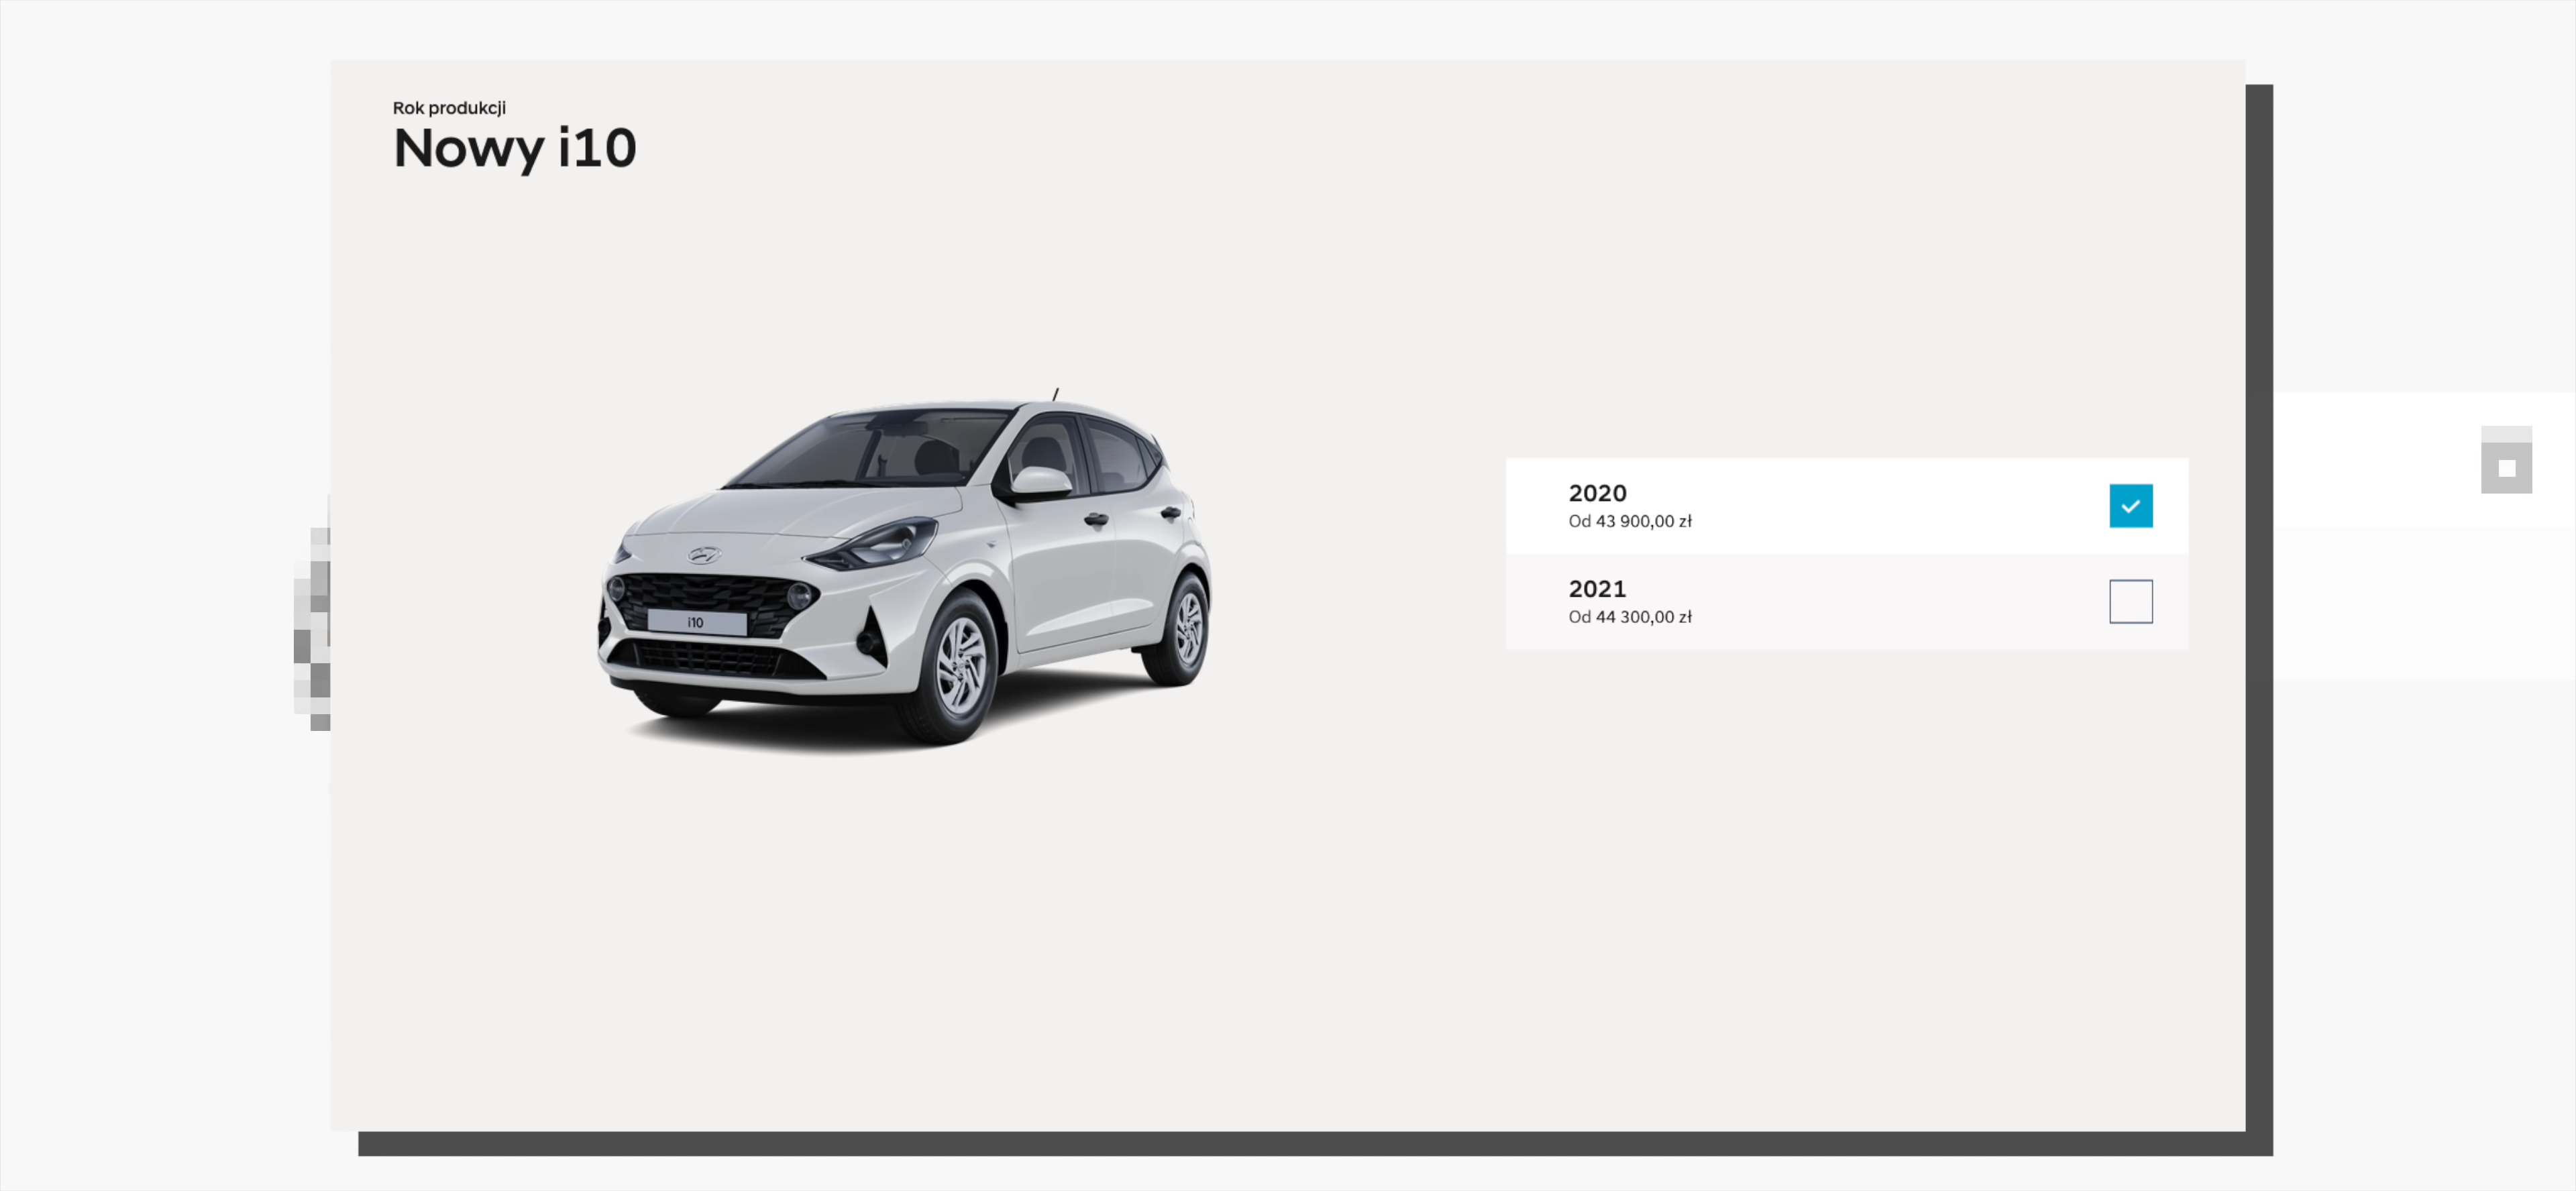 Rok produkcji
Nowy i10
i10
2020
Od 43 900,00 zł
2021
Od 44 300,00 zł